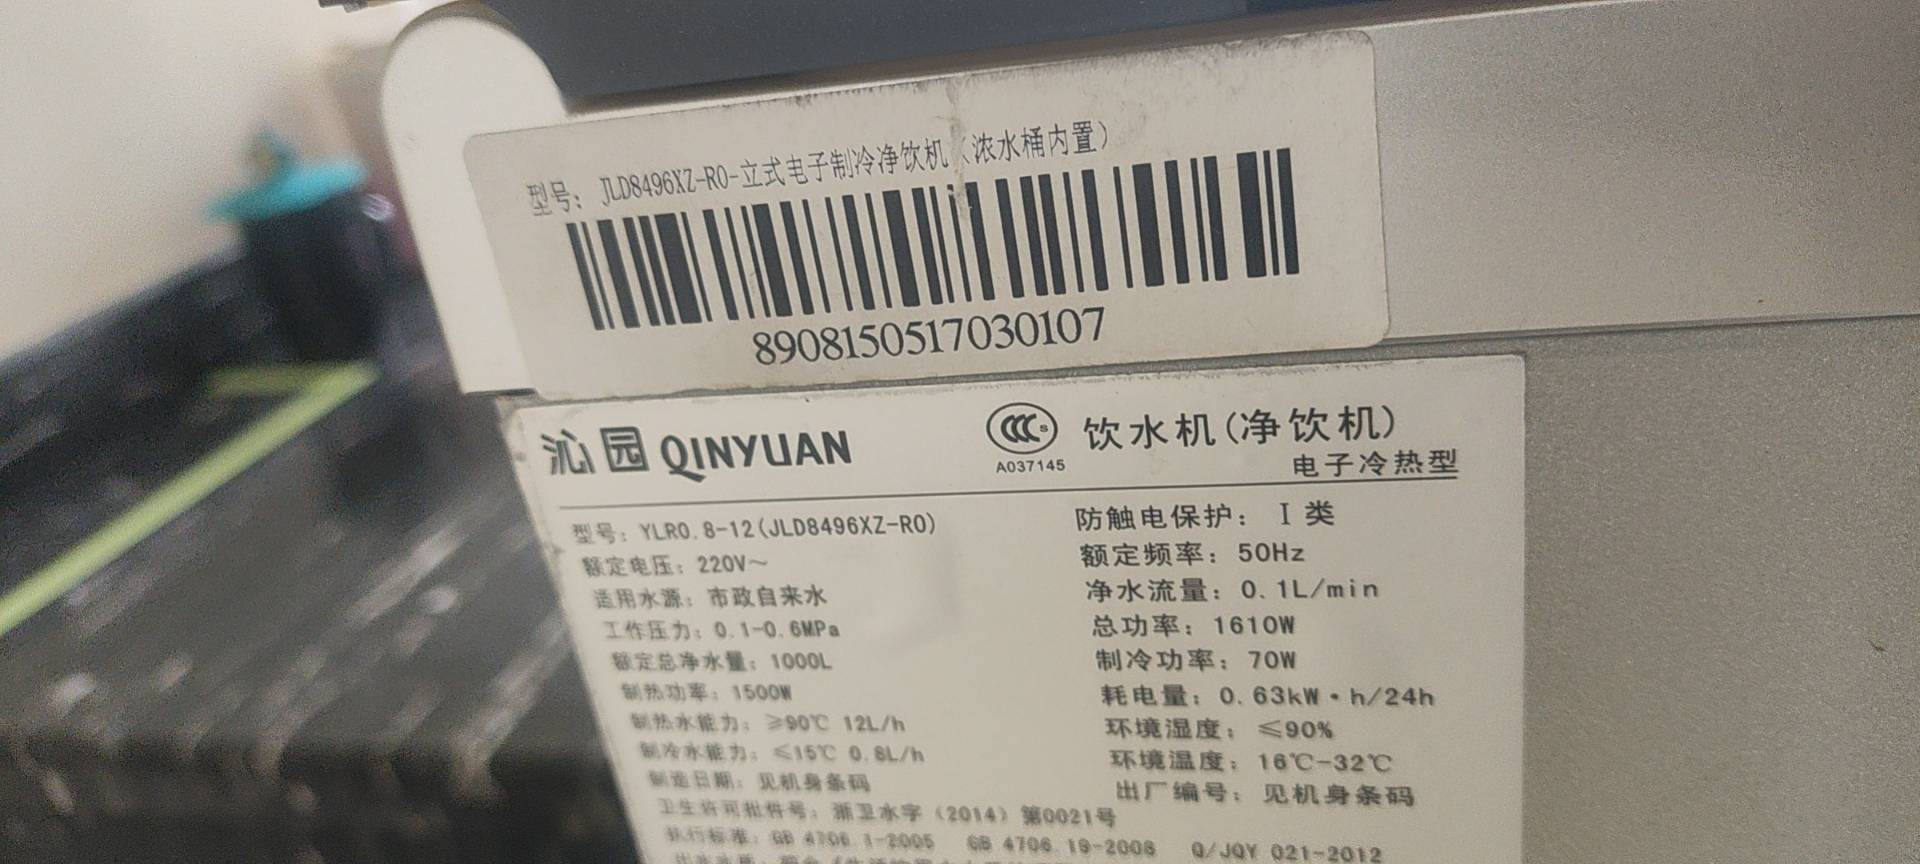 型号: JLD8496XZ-RO-立式电子制冷净饮机(浓水桶内置)
8908150517030107
沁园 QINYUAN
CCC S
A037145
饮水机(净饮机)
电子冷热型
型号: YLR0.8-12(JLD8496XZ-RO)
额定电压: 220V~
适用水源: 市政自来水
工作压力: 0.1-0.6MPa
额定总净水量: 1000L
制热功率: 1500W
制热水能力: ≥90℃ 12L/h
制冷水能力: ≤15℃ 0.8L/h
制造日期: 见机身条码
防触电保护: I 类
额定频率: 50Hz
净水流量: 0.1L/min
总功率: 1610W
制冷功率: 70W
耗电量: 0.63kW·h/24h
环境湿度: ≤90%
环境温度: 16℃-32℃
出厂编号: 见机身条码
卫生许可批件号: 浙卫水字 (2014) 第0021号
执行标准: GB 4706.1-2005 GB 4706.19-2008 Q/JQY 021-2012